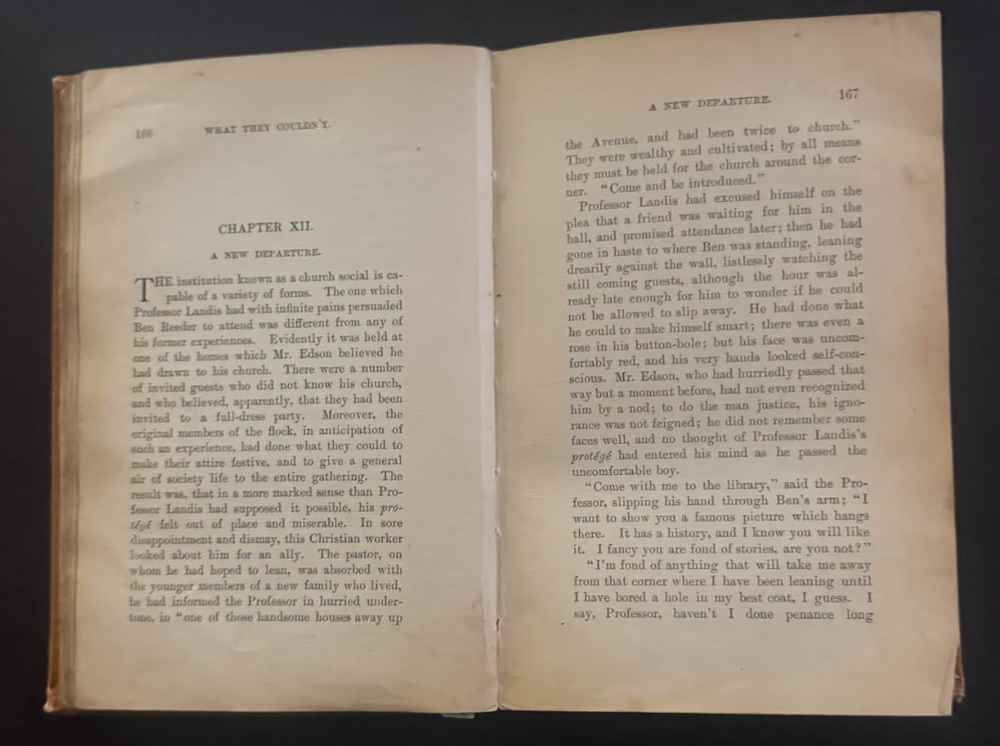 166
WHAT THEY COULDN'T.
CHAPTER XII.
A NEW DEPARTURE.
THE institution known as a church social is ca-
pable of a variety of forms. The one which
Professor Landis had with infinite pains persuaded
Ben Reeder to attend was different from any of
his former experiences. Evidently it was held at
one of the homes which Mr. Edson believed he
had drawn to his church. There were a number
of invited guests who did not know his church,
and who believed, apparently, that they had been
invited to a full-dress party. Moreover, the
original members of the flock, in anticipation of
such an experience, had done what they could to
make their attire festive, and to give a general
air of society life to the entire gathering. The
result was, that in a more marked sense than Pro-
fessor Landis had supposed it possible, his pro-
tégé felt out of place and miserable. In sore
disappointment and dismay, this Christian worker
looked about him for an ally. The pastor, on
whom he had hoped to lean, was absorbed with
the younger members of a new family who lived,
he had informed the Professor in hurried under-
tone, in "one of those handsome houses away up
A NEW DEPARTURE.
167
the Avenue, and had been twice to church."
They were wealthy and cultivated; by all means
they must be held for the church around the cor-
ner. "Come and be introduced."
Professor Landis had excused himself on the
plea that a friend was waiting for him in the
hall, and promised attendance later; then he had
gone in haste to where Ben was standing, leaning
drearily against the wall, listlessly watching the
still coming guests, although the hour was al-
ready late enough for him to wonder if he could
not be allowed to slip away. He had done what
he could to make himself smart; there was even a
rose in his button-hole; but his face was uncom-
fortably red, and his very hands looked self-con-
scious. Mr. Edson, who had hurriedly passed that
way but a moment before, had not even recognized
him by a nod; to do the man justice, his igno-
rance was not feigned; he did not remember some
faces well, and no thought of Professor Landis's
protégé had entered his mind as he passed the
uncomfortable boy.
"Come with me to the library," said the Pro-
fessor, slipping his hand through Ben's arm; "I
want to show you a famous picture which hangs
there. It has a history, and I know you will like
it. I fancy you are fond of stories, are you not?"
"I'm fond of anything that will take me away
from that corner where I have been leaning until
I have bored a hole in my best coat, I guess. I
say, Professor, haven't I done penance long